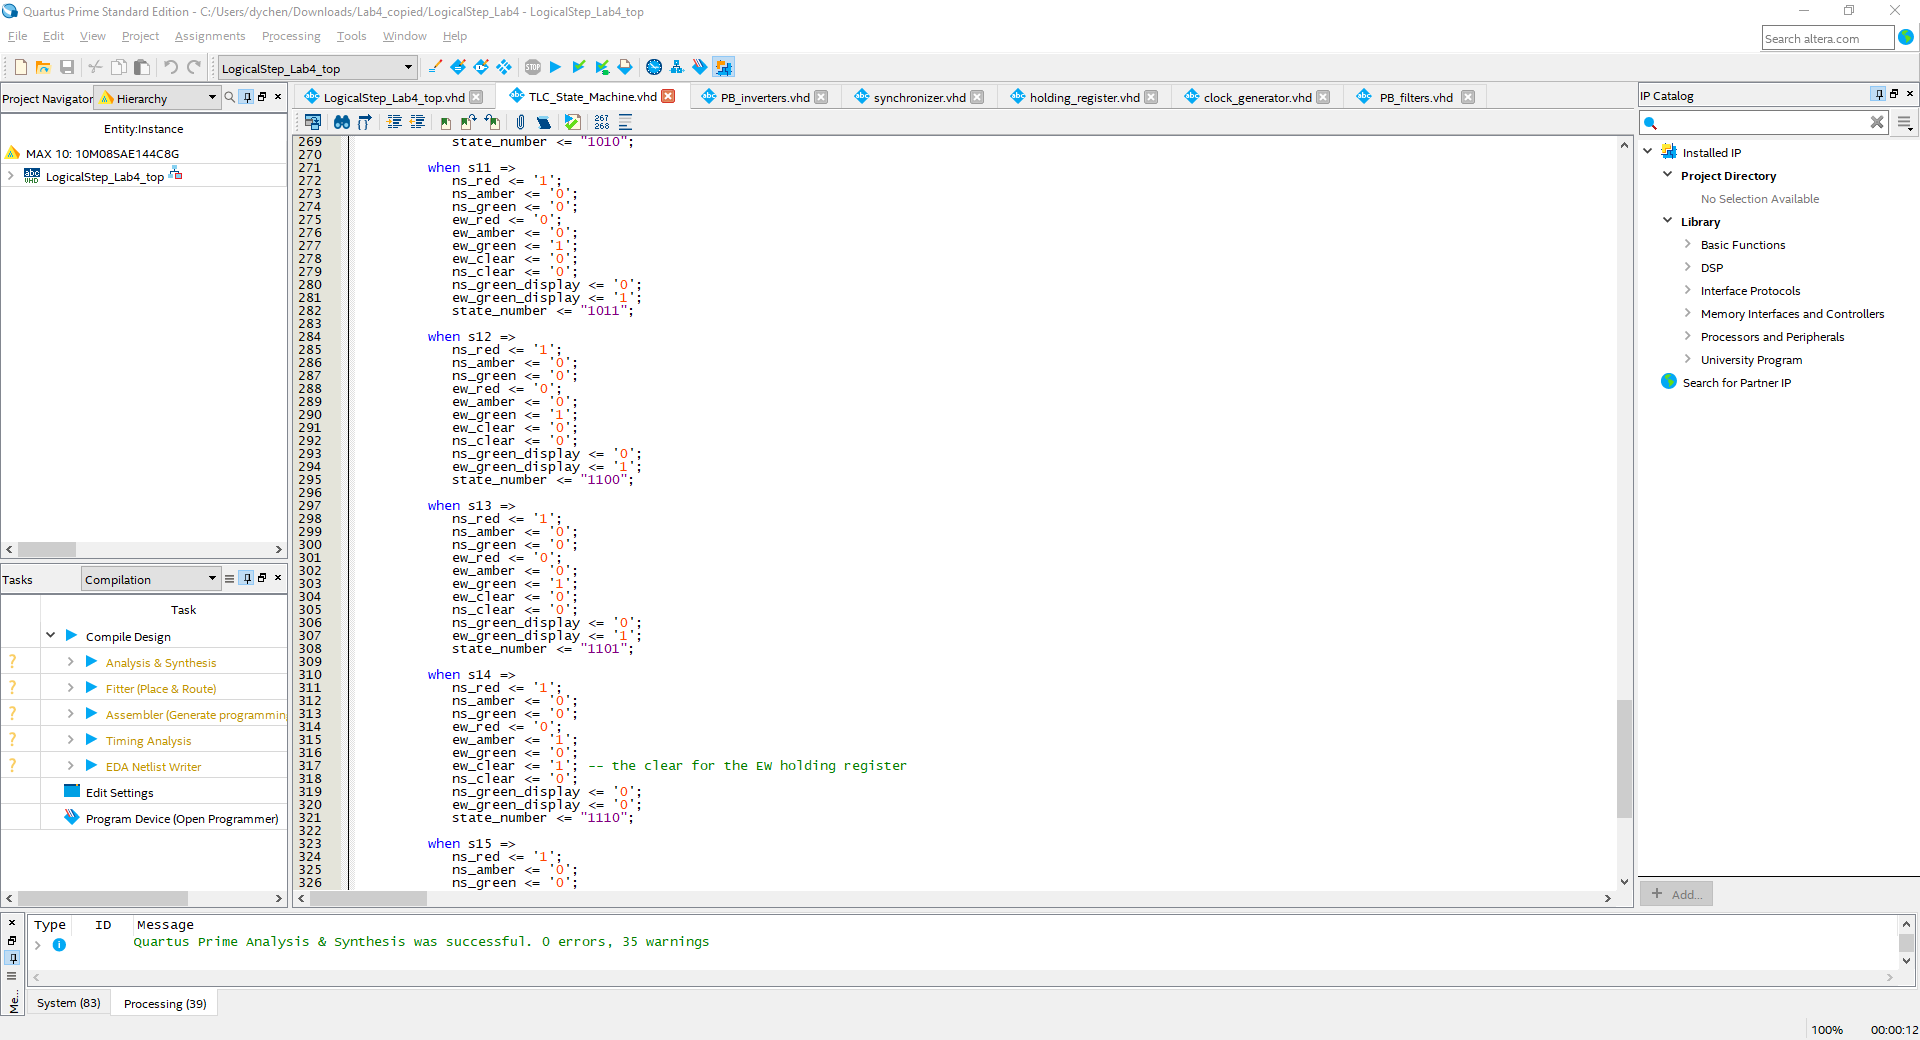 Quartus Prime Standard Edition - C:/Users/dychen/Downloads/Lab4_copied/LogicalStep_Lab4 - LogicalStep_Lab4_top
File Edit View Project Assignments Processing Tools Window Help
Search altera.com
LogicalStep_Lab4_top
STOP
Project Navigator Hierarchy
Entity:Instance
MAX 10: 10M08SAE144C8G
LogicalStep_Lab4_top
Tasks Compilation
Task
Compile Design
? Analysis & Synthesis
? Fitter (Place & Route)
? Assembler (Generate programmin
? Timing Analysis
? EDA Netlist Writer
Edit Settings
Program Device (Open Programmer)
LogicalStep_Lab4_top.vhd TLC_State_Machine.vhd PB_inverters.vhd synchronizer.vhd holding_register.vhd clock_generator.vhd PB_filters.vhd
267
268
269 state_number <= "1010";
270
271 when s11 =>
272 ns_red <= '1';
273 ns_amber <= '0';
274 ns_green <= '0';
275 ew_red <= '0';
276 ew_amber <= '0';
277 ew_green <= '1';
278 ew_clear <= '0';
279 ns_clear <= '0';
280 ns_green_display <= '0';
281 ew_green_display <= '1';
282 state_number <= "1011";
283
284 when s12 =>
285 ns_red <= '1';
286 ns_amber <= '0';
287 ns_green <= '0';
288 ew_red <= '0';
289 ew_amber <= '0';
290 ew_green <= '1';
291 ew_clear <= '0';
292 ns_clear <= '0';
293 ns_green_display <= '0';
294 ew_green_display <= '1';
295 state_number <= "1100";
296
297 when s13 =>
298 ns_red <= '1';
299 ns_amber <= '0';
300 ns_green <= '0';
301 ew_red <= '0';
302 ew_amber <= '0';
303 ew_green <= '1';
304 ew_clear <= '0';
305 ns_clear <= '0';
306 ns_green_display <= '0';
307 ew_green_display <= '1';
308 state_number <= "1101";
309
310 when s14 =>
311 ns_red <= '1';
312 ns_amber <= '0';
313 ns_green <= '0';
314 ew_red <= '0';
315 ew_amber <= '1';
316 ew_green <= '0';
317 ew_clear <= '1'; -- the clear for the EW holding register
318 ns_clear <= '0';
319 ns_green_display <= '0';
320 ew_green_display <= '0';
321 state_number <= "1110";
322
323 when s15 =>
324 ns_red <= '1';
325 ns_amber <= '0';
326 ns_green <= '0';
IP Catalog
Installed IP
Project Directory
No Selection Available
Library
Basic Functions
DSP
Interface Protocols
Memory Interfaces and Controllers
Processors and Peripherals
University Program
Search for Partner IP
+ Add...
Type ID Message
Quartus Prime Analysis & Synthesis was successful. 0 errors, 35 warnings
Me...
System (83) Processing (39)
100% 00:00:12